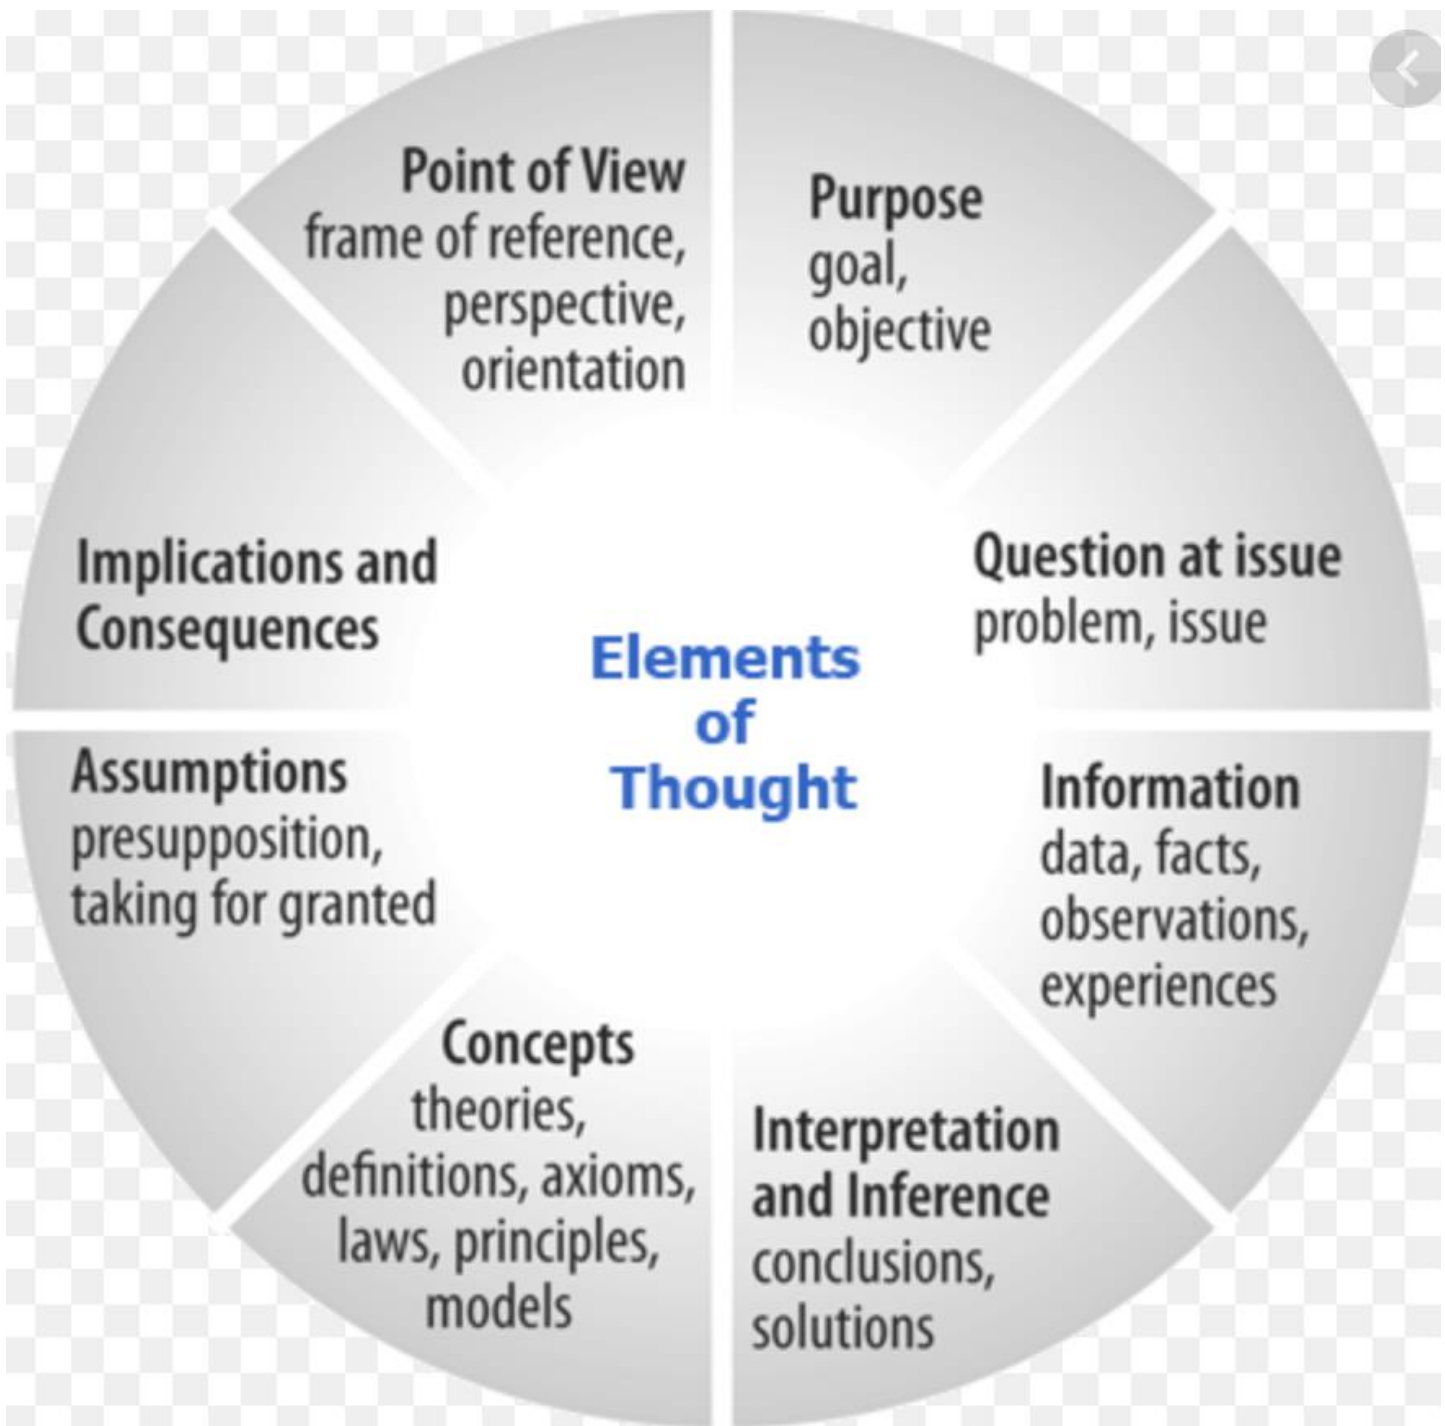 Point of View
frame of reference,
perspective,
orientation
Purpose
goal,
objective
Question at issue
problem, issue
Information
data, facts,
observations,
experiences
Interpretation
and Inference
conclusions,
solutions
Concepts
theories,
definitions, axioms,
laws, principles,
models
Assumptions
presupposition,
taking for granted
Implications and
Consequences
Elements
of
Thought